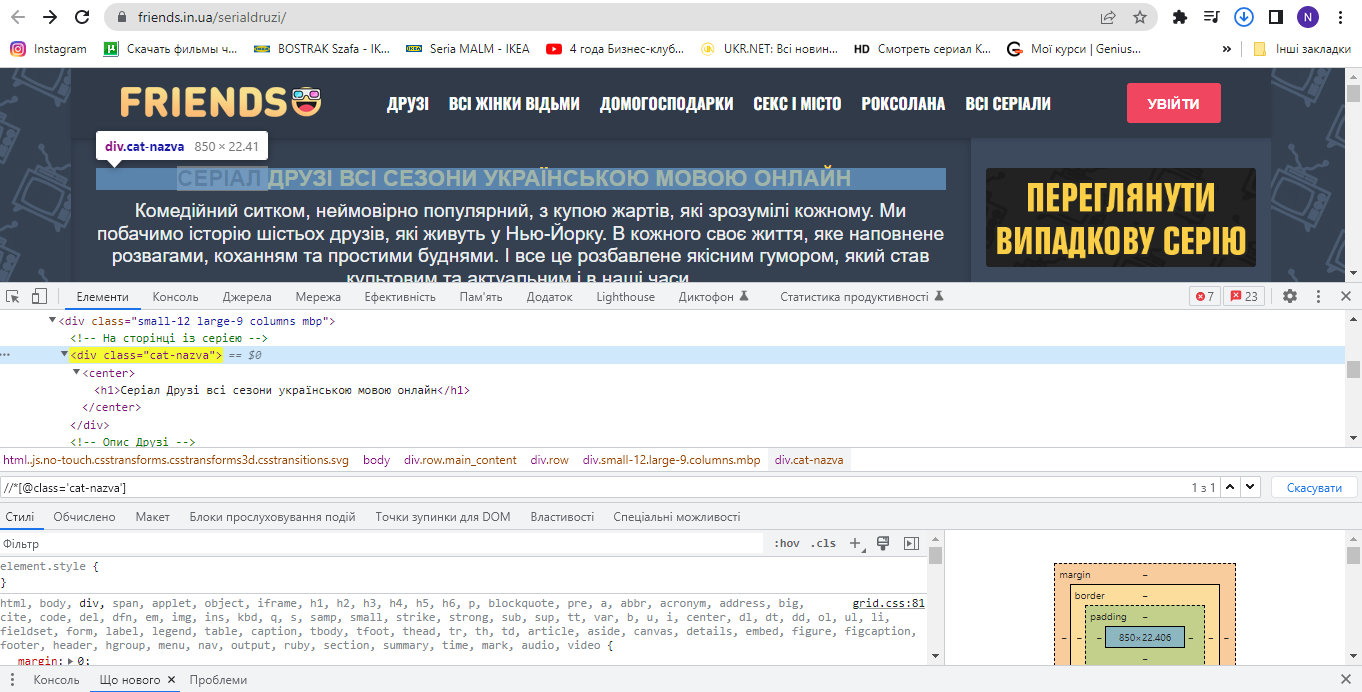 friends.in.ua/serialdruzi/
N
Instagram
Скачать фильмы ч...
BOSTRAK Szafa - IK...
IKEA
Seria MALM - IKEA
4 года Бизнес-клуб...
UKR.NET: Всі новин...
HD Смотреть сериал K...
Мої курси | Genius...
»
Інші закладки
FRIENDS
ДРУЗІ ВСІ ЖІНКИ ВІДЬМИ ДОМОГОСПОДАРКИ СЕКС І МІСТО РОКСОЛАНА ВСІ СЕРІАЛИ
УВІЙТИ
div.cat-nazva 850 × 22.41
СЕРІАЛ ДРУЗІ ВСІ СЕЗОНИ УКРАЇНСЬКОЮ МОВОЮ ОНЛАЙН
Комедійний ситком, неймовірно популярний, з купою жартів, які зрозумілі кожному. Ми
побачимо історію шістьох друзів, які живуть у Нью-Йорку. В кожного своє життя, яке наповнене
розвагами, коханням та простими буднями. І все це розбавлене якісним гумором, який став
культовим та актуальним і в наші часи.
ПЕРЕГЛЯНУТИ
ВИПАДКОВУ СЕРІЮ
Елементи Консоль Джерела Мережа Ефективність Пам'ять Додаток Lighthouse Диктофон Статистика продуктивності 7 23
<div class="small-12 large-9 columns mbp">
<!-- На сторінці із серією -->
... <div class="cat-nazva"> == $0
<center>
<h1>Серіал Друзі всі сезони українською мовою онлайн</h1>
</center>
</div>
<!-- Опис Друзі -->
html..js.no-touch.csstransforms.csstransforms3d.csstransitions.svg body div.row.main_content div.row div.small-12.large-9.columns.mbp div.cat-nazva
//*[@class='cat-nazva'] 1 з 1 Скасувати
Стилі Обчислено Макет Блоки прослуховування подій Точки зупинки для DOM Властивості Спеціальні можливості
Фільтр :hov .cls +
element.style {
}
html, body, div, span, applet, object, iframe, h1, h2, h3, h4, h5, h6, p, blockquote, pre, a, abbr, acronym, address, big, grid.css:81
cite, code, del, dfn, em, img, ins, kbd, q, s, samp, small, strike, strong, sub, sup, tt, var, b, u, i, center, dl, dt, dd, ol, ul, li,
fieldset, form, label, legend, table, caption, tbody, tfoot, thead, tr, th, td, article, aside, canvas, details, embed, figure, figcaption,
footer, header, hgroup, menu, nav, output, ruby, section, summary, time, mark, audio, video {
margin: 0;
margin –
border –
padding –
– – – 850×22.406 – – –
–
Консоль Що нового Проблеми